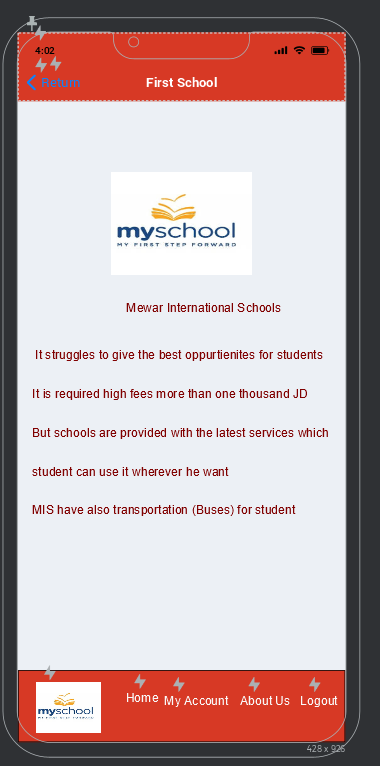 4:02
Return
First School
myschool
MY FIRST STEP FORWARD
Mewar International Schools
It struggles to give the best oppurtienites for students
It is required high fees more than one thousand JD
But schools are provided with the latest services which
student can use it wherever he want
MIS have also transportation (Buses) for student
myschool
Home My Account About Us Logout
428 x 926